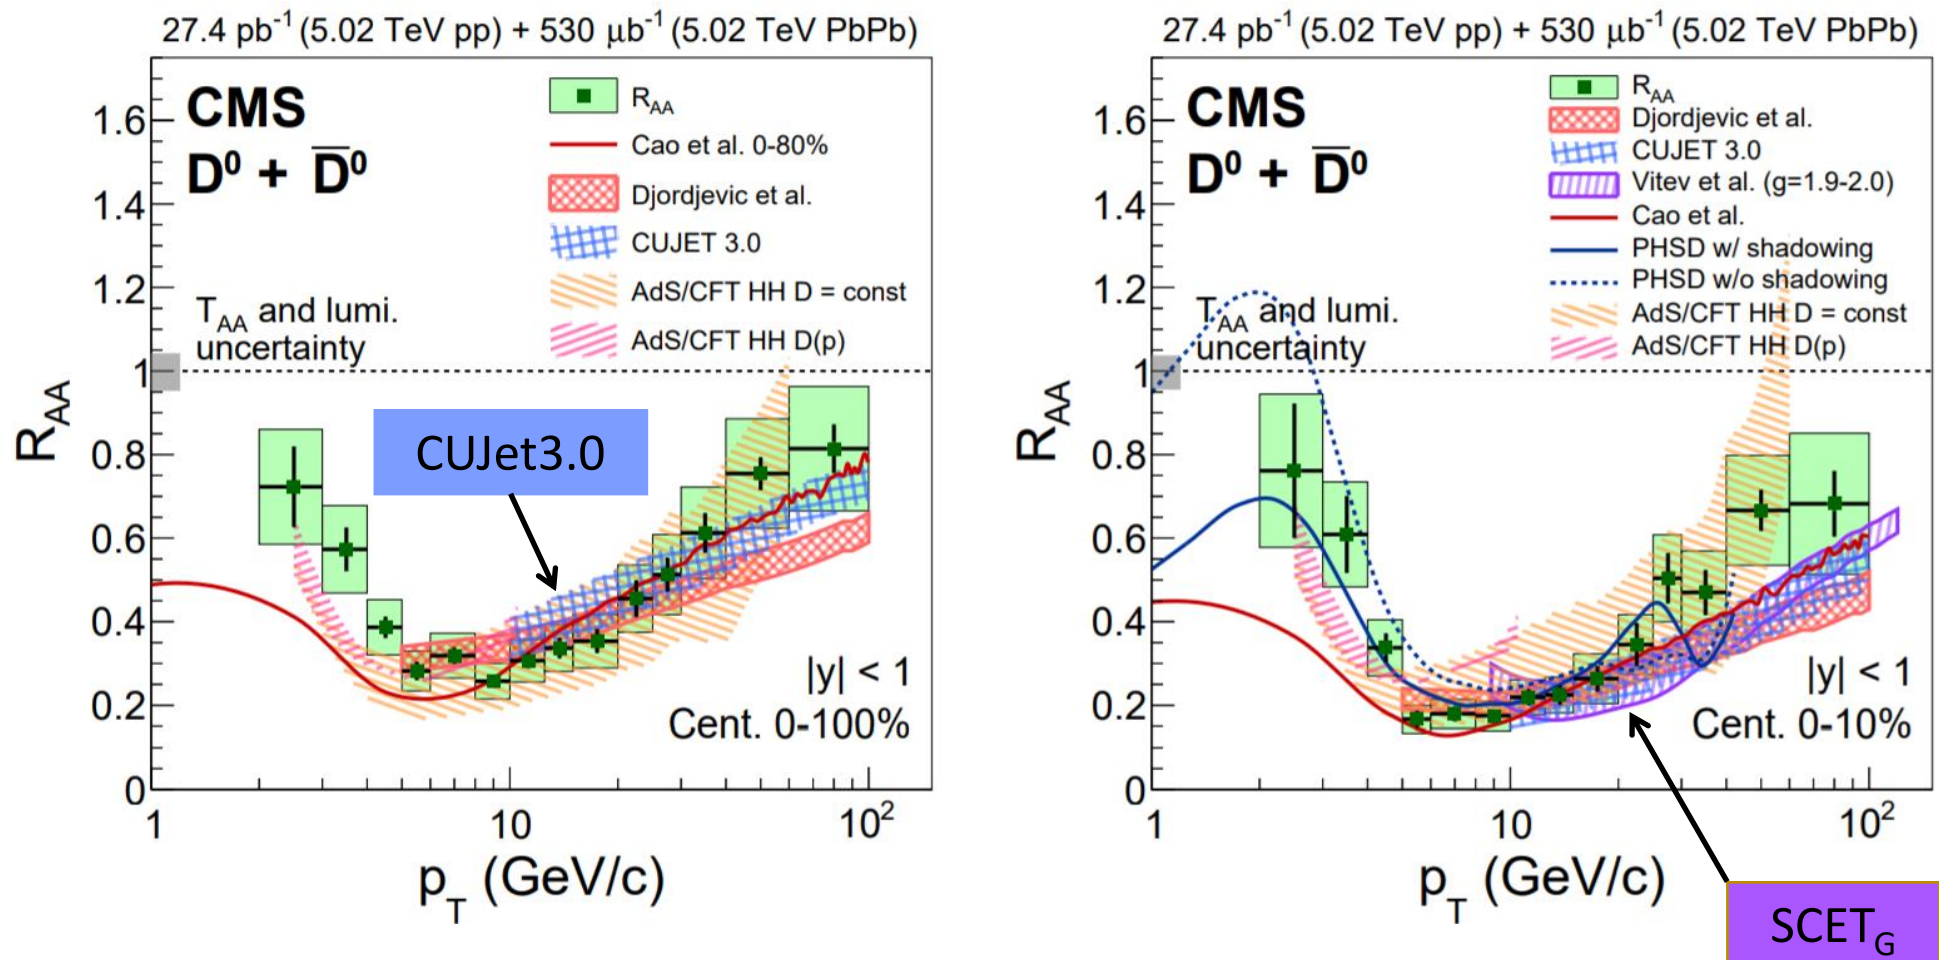 27.4 pb⁻¹ (5.02 TeV pp) + 530 μb⁻¹ (5.02 TeV PbPb)
CMS
D⁰ + D̅⁰
R_AA
Cao et al. 0-80%
Djordjevic et al.
CUJET 3.0
AdS/CFT HH D = const
AdS/CFT HH D(p)
T_AA and lumi.
uncertainty
CUJet3.0
|y| < 1
Cent. 0-100%
R_AA
1.6
1.4
1.2
1
0.8
0.6
0.4
0.2
0
1
10
10²
p_T (GeV/c)
27.4 pb⁻¹ (5.02 TeV pp) + 530 μb⁻¹ (5.02 TeV PbPb)
CMS
D⁰ + D̅⁰
R_AA
Djordjevic et al.
CUJET 3.0
Vitev et al. (g=1.9-2.0)
Cao et al.
PHSD w/ shadowing
PHSD w/o shadowing
AdS/CFT HH D = const
AdS/CFT HH D(p)
T_AA and lumi.
uncertainty
|y| < 1
Cent. 0-10%
R_AA
1.6
1.4
1.2
1
0.8
0.6
0.4
0.2
0
1
10
10²
p_T (GeV/c)
SCET_G